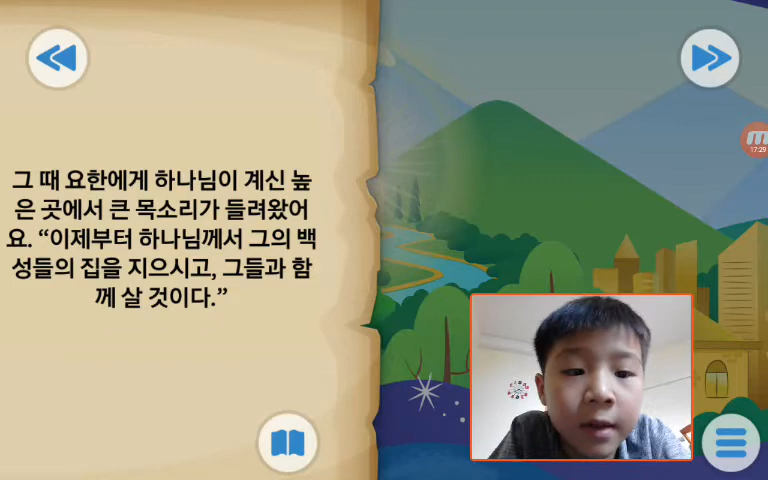 그 때 요한에게 하나님이 계신 높
은 곳에서 큰 목소리가 들려왔어
요. “이제부터 하나님께서 그의 백
성들의 집을 지으시고, 그들과 함
께 살 것이다.”
17:29